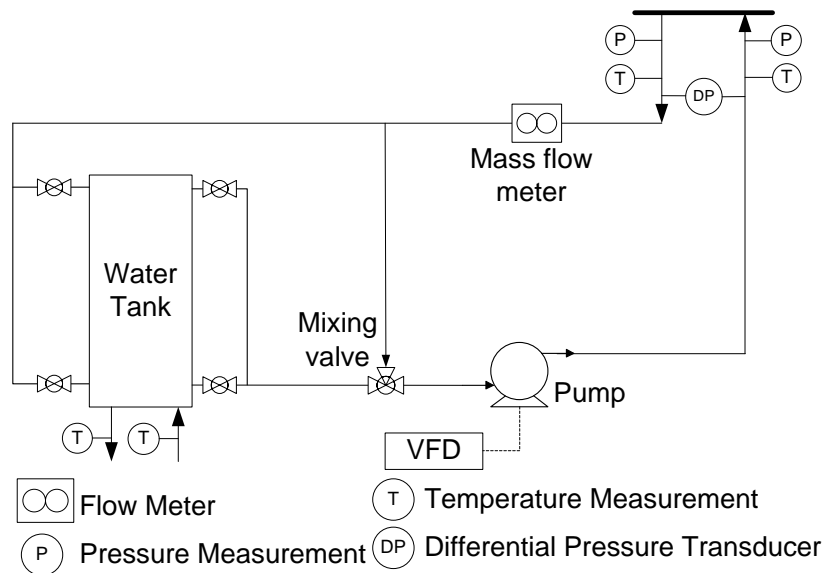 P
P
T
T
DP
Mass flow
meter
Water
Tank
Mixing
valve
Pump
T
T
VFD
Flow Meter
T
Temperature Measurement
P
Pressure Measurement
DP
Differential Pressure Transducer